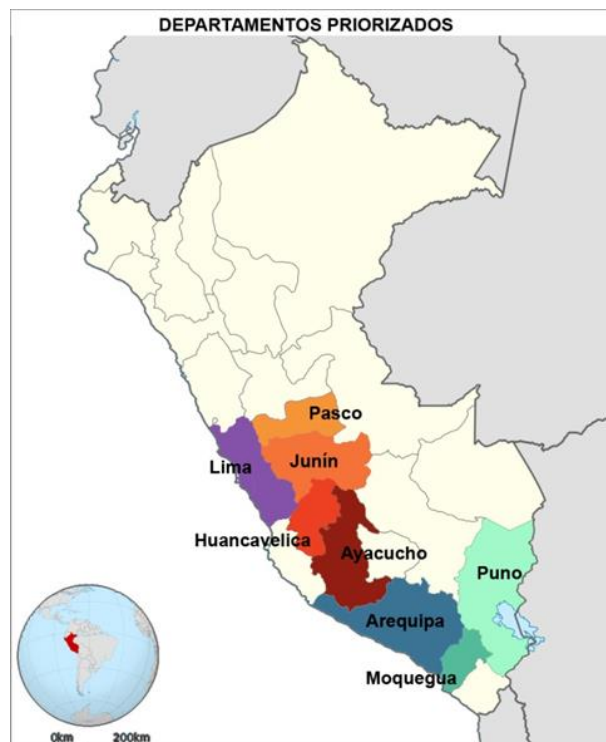 DEPARTAMENTOS PRIORIZADOS
Pasco
Lima
Junín
Huancavelica
Ayacucho
Puno
Arequipa
Moquegua
0km 200km